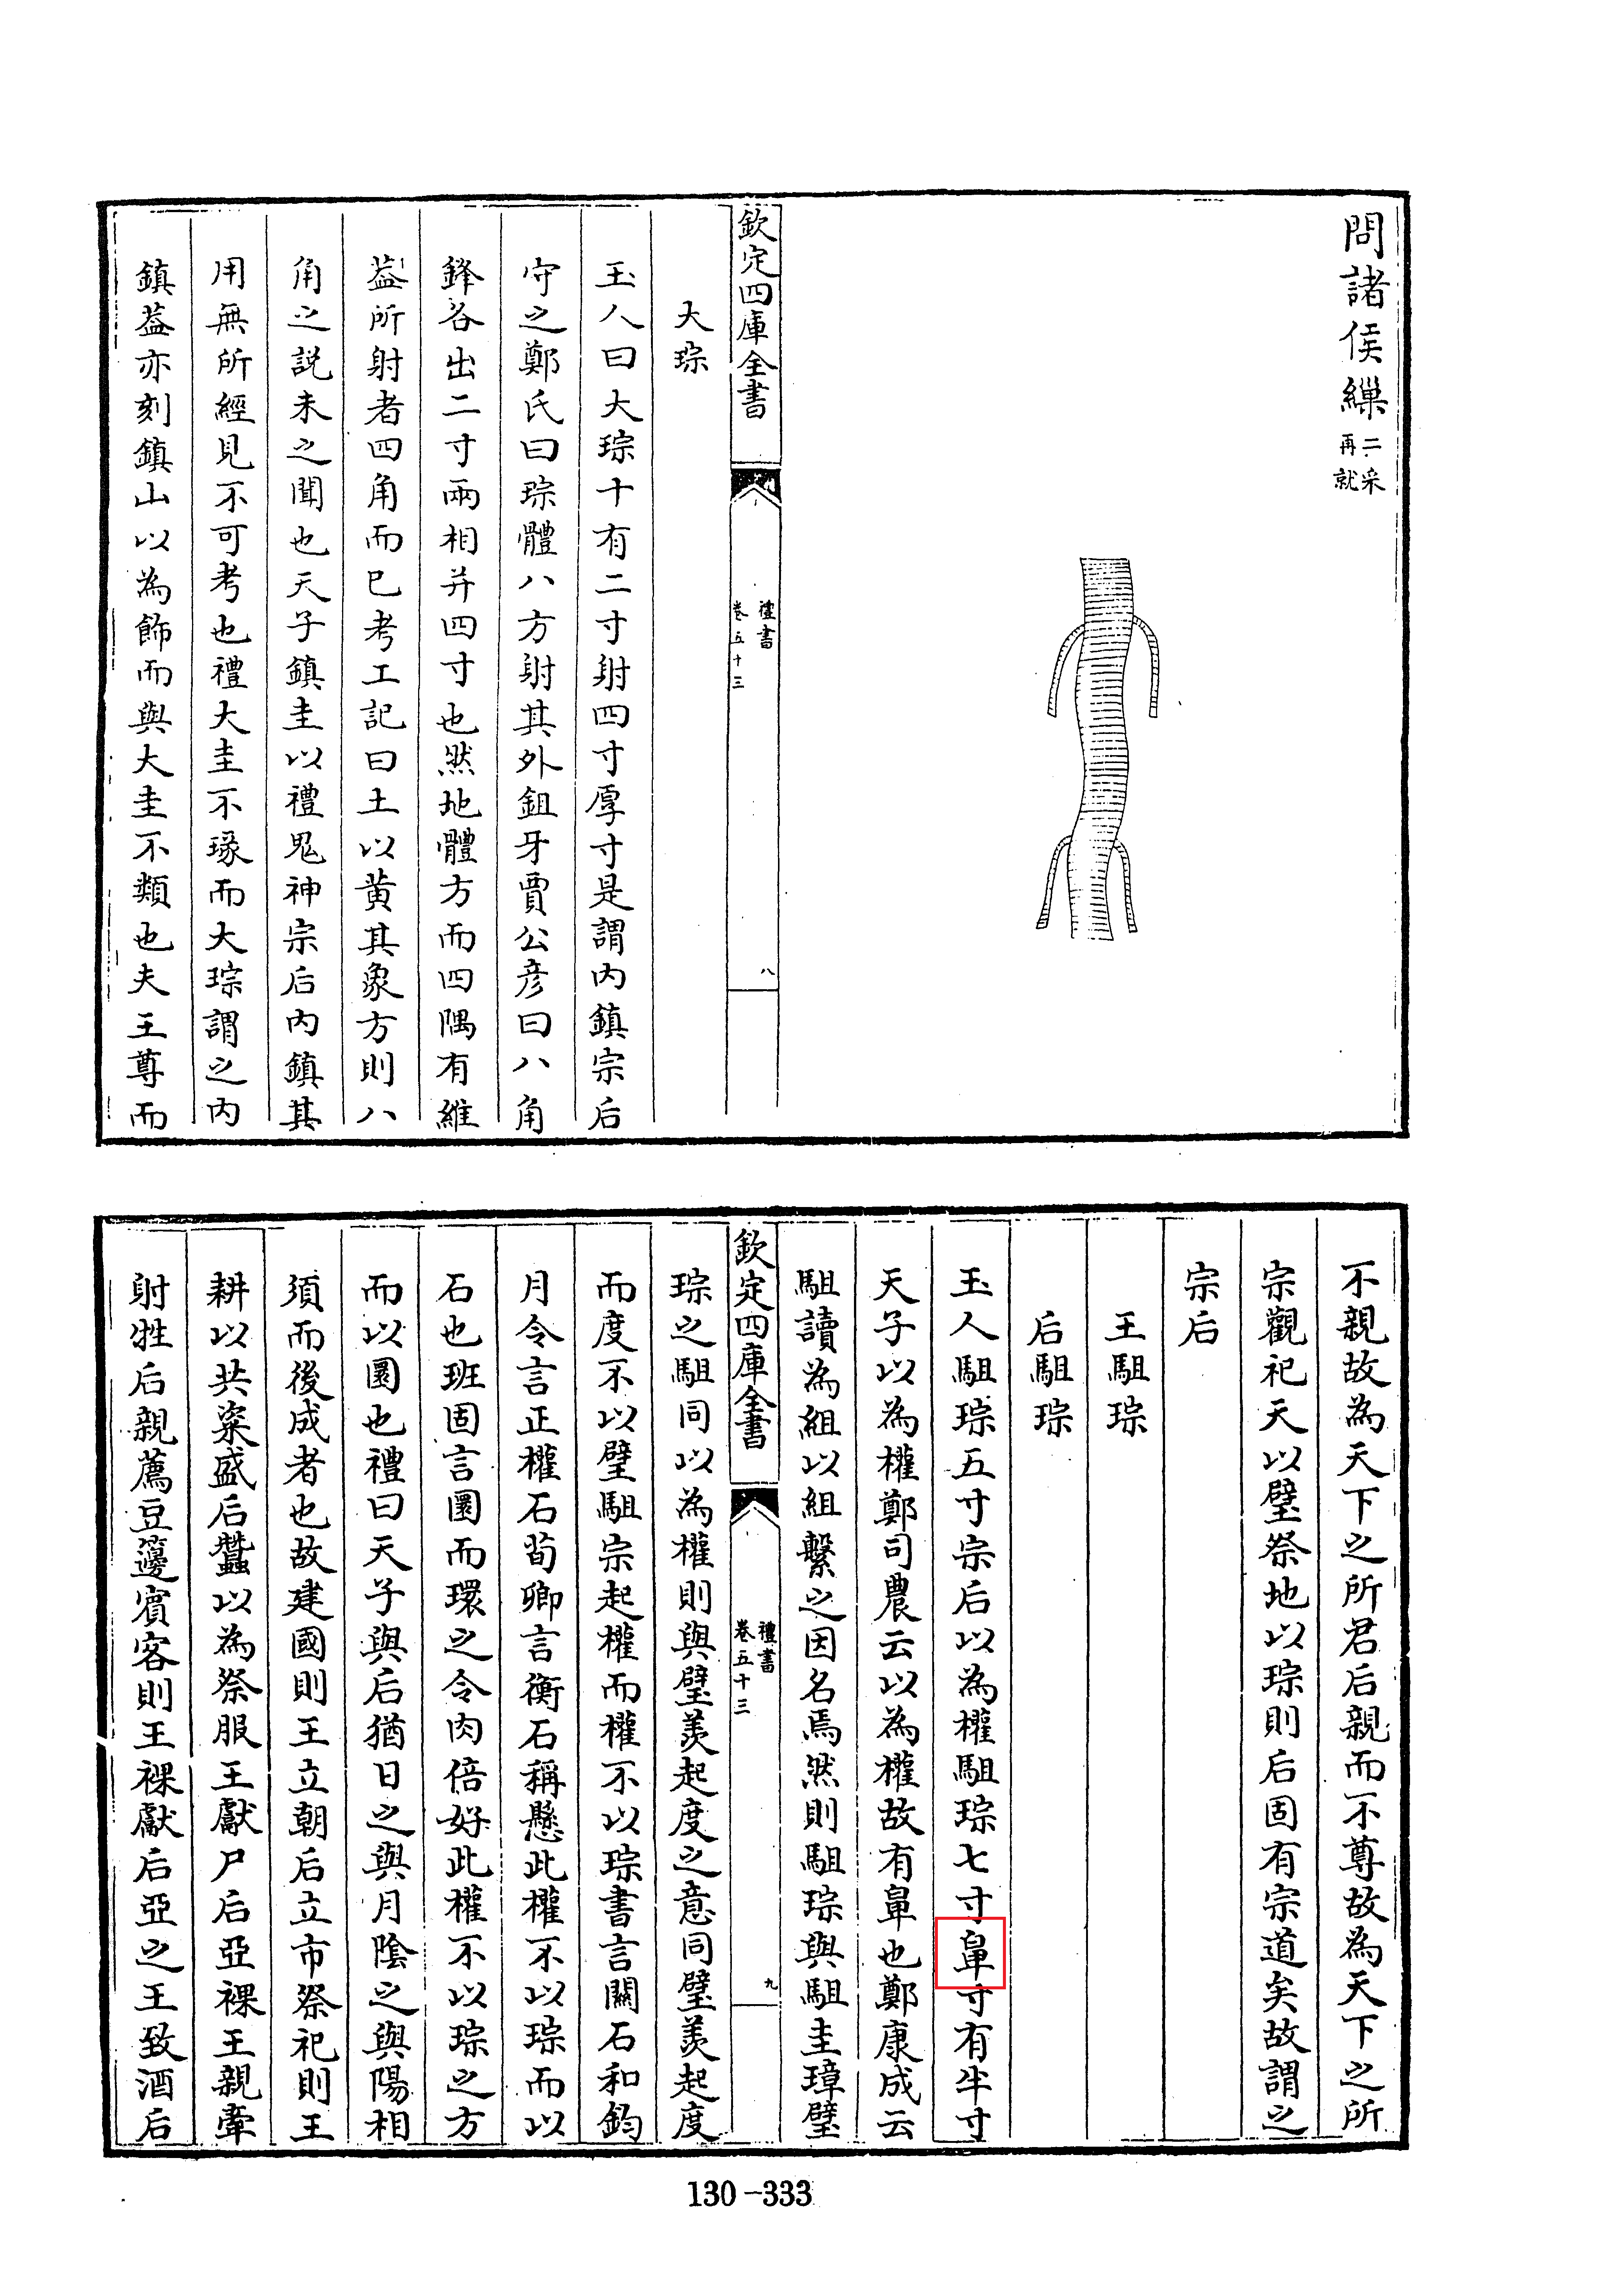 問諸侯繅二采
再就
欽定四庫全書
禮書
卷五十三
八
大琮
玉人曰大琮十有二寸射四寸厚寸是謂内鎮宗后
守之鄭氏曰琮體八方射其外鉏牙賈公彦曰八角
鋒各出二寸兩相并四寸也然地體方而四隅有維
葢所射者四角而已考工記曰土以黄其象方則八
角之説未之聞也天子鎮圭以禮鬼神宗后内鎮其
用無所經見不可考也禮大圭不瑑而大琮謂之内
鎮葢亦刻鎮山以為飾而與大圭不類也夫王尊而
不親故為天下之所君后親而不尊故為天下之所
宗觀祀天以璧祭地以琮則后固有宗道矣故謂之
宗后
王駔琮
后駔琮
玉人駔琮五寸宗后以為權駔琮七寸鼻寸有半寸
天子以為權鄭司農云以為權故有鼻也鄭康成云
駔讀為組以組繫之因名焉然則駔琮與駔圭璋璧
欽定四庫全書
禮書
卷五十三
九
琮之駔同以為權則與璧羨起度之意同璧羨起度
而度不以璧駔宗起權而權不以琮書言關石和鈞
月令言正權石荀卿言衡石稱懸此權不以琮而以
石也班固言圜而環之令肉倍好此權不以琮之方
而以圜也禮曰天子與后猶日之與月陰之與陽相
須而後成者也故建國則王立朝后立市祭祀則王
耕以共粢盛后蠶以為祭服王獻尸后亞祼王親牽
射牲后親薦豆籩賓客則王祼獻后亞之王致酒后
130-333